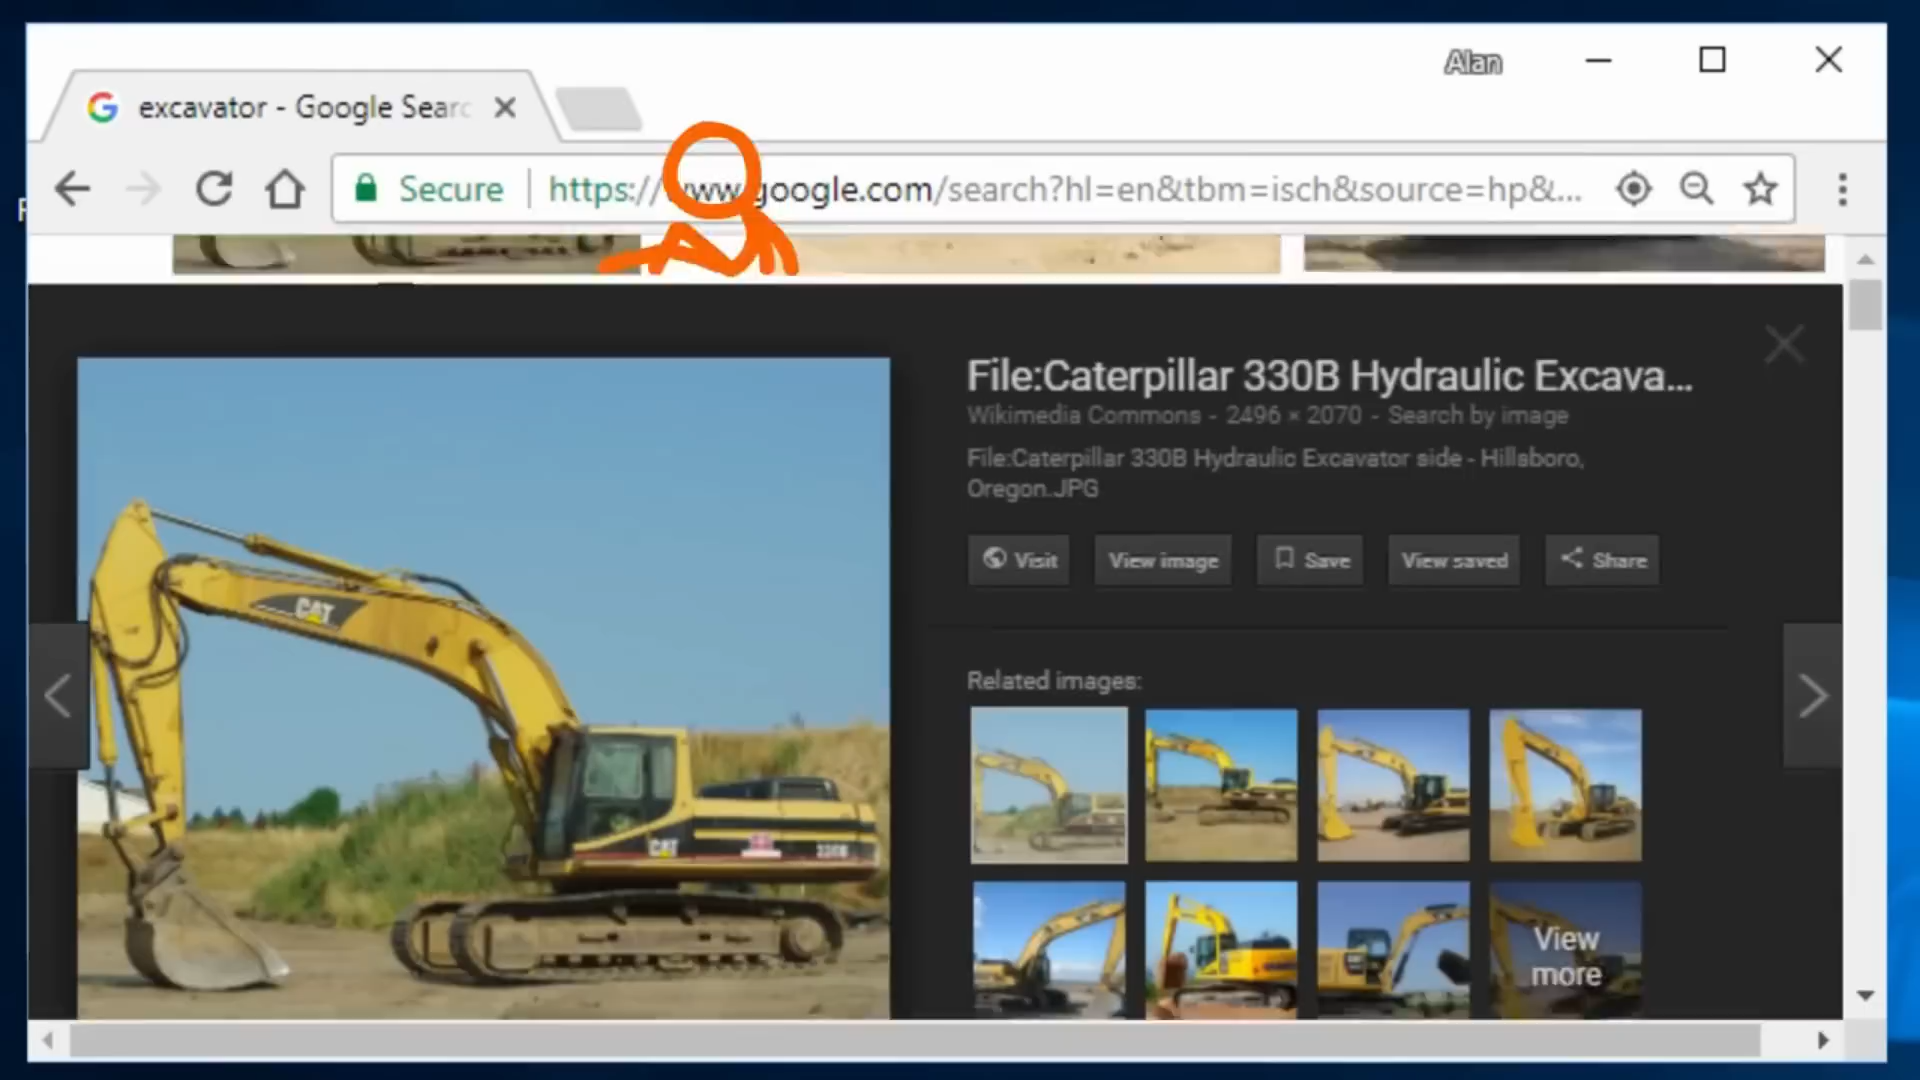 Alan
excavator - Google Searc
Secure https://www.google.com/search?hl=en&tbm=isch&source=hp&...
File:Caterpillar 330B Hydraulic Excava...
Wikimedia Commons - 2496 × 2070 - Search by image
File:Caterpillar 330B Hydraulic Excavator side - Hillsboro,
Oregon.JPG
Visit View image Save View saved Share
CAT
Related images:
CAT 330B
View
more